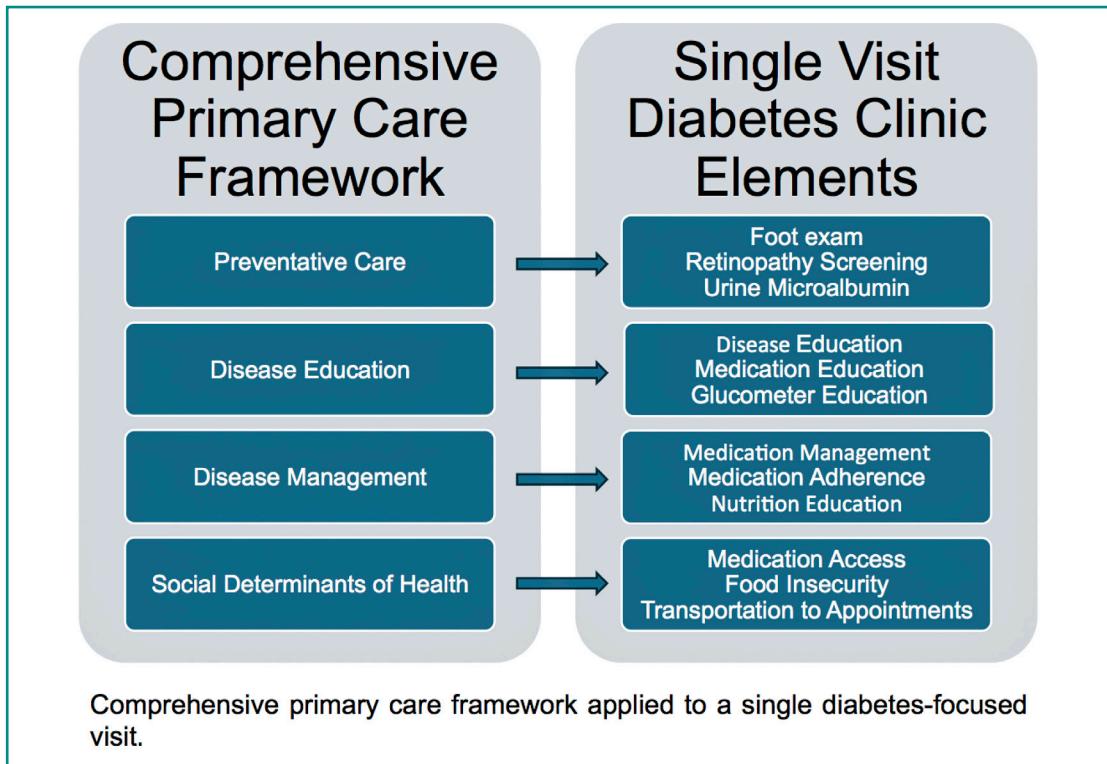 Comprehensive
Primary Care
Framework
Preventative Care
Disease Education
Disease Management
Social Determinants of Health
Single Visit
Diabetes Clinic
Elements
Foot exam
Retinopathy Screening
Urine Microalbumin
Disease Education
Medication Education
Glucometer Education
Medication Management
Medication Adherence
Nutrition Education
Medication Access
Food Insecurity
Transportation to Appointments
Comprehensive primary care framework applied to a single diabetes-focused
visit.